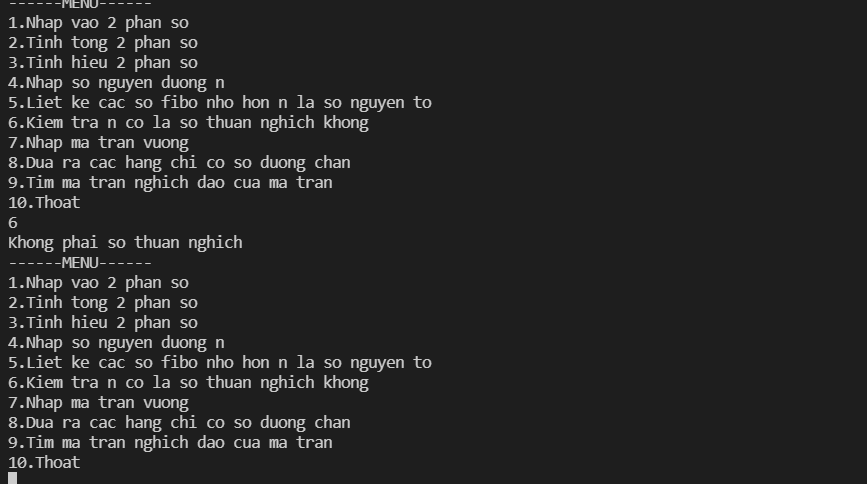 ------MENU------
1.Nhap vao 2 phan so
2.Tinh tong 2 phan so
3.Tinh hieu 2 phan so
4.Nhap so nguyen duong n
5.Liet ke cac so fibo nho hon n la so nguyen to
6.Kiem tra n co la so thuan nghich khong
7.Nhap ma tran vuong
8.Dua ra cac hang chi co so duong chan
9.Tim ma tran nghich dao cua ma tran
10.Thoat
6
Khong phai so thuan nghich
------MENU------
1.Nhap vao 2 phan so
2.Tinh tong 2 phan so
3.Tinh hieu 2 phan so
4.Nhap so nguyen duong n
5.Liet ke cac so fibo nho hon n la so nguyen to
6.Kiem tra n co la so thuan nghich khong
7.Nhap ma tran vuong
8.Dua ra cac hang chi co so duong chan
9.Tim ma tran nghich dao cua ma tran
10.Thoat